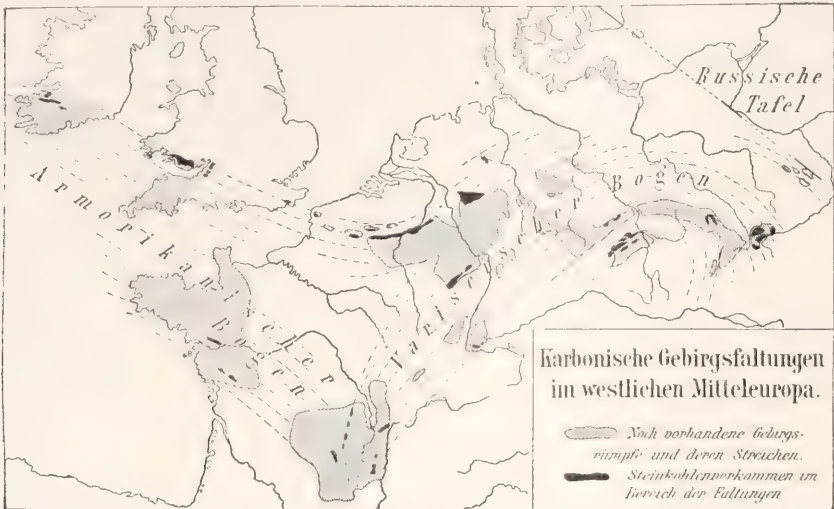 Russische
Tafel
Armorikanischer
Bogen
Variscischer Bogen
Karbonische Gebirgsfaltungen
im westlichen Mitteleuropa.
Noch vorhandene Gebirgs-
rümpfe und deren Streichen.
Steinkohlenvorkommen im
Bereich der Faltungen